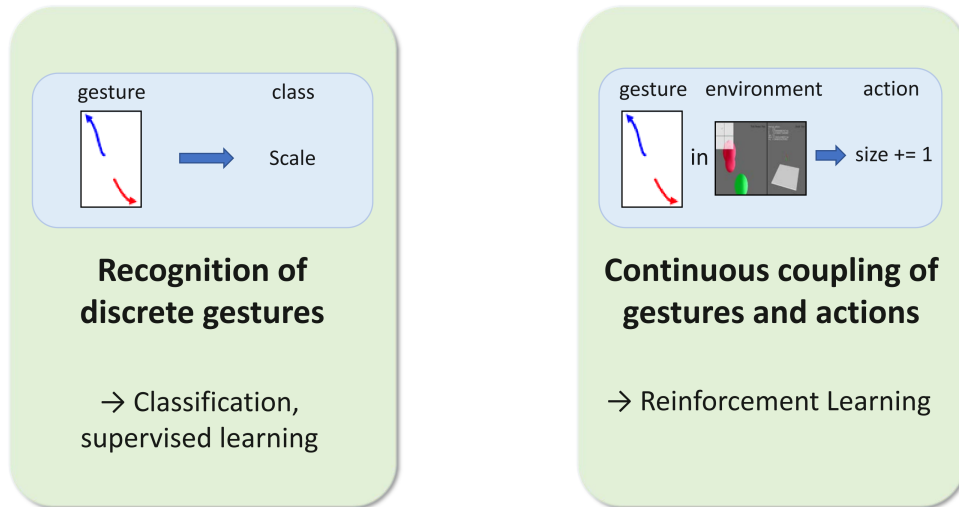 gesture class
Scale
Recognition of
discrete gestures
→ Classification,
supervised learning
gesture environment action
in size += 1
Continuous coupling of
gestures and actions
→ Reinforcement Learning